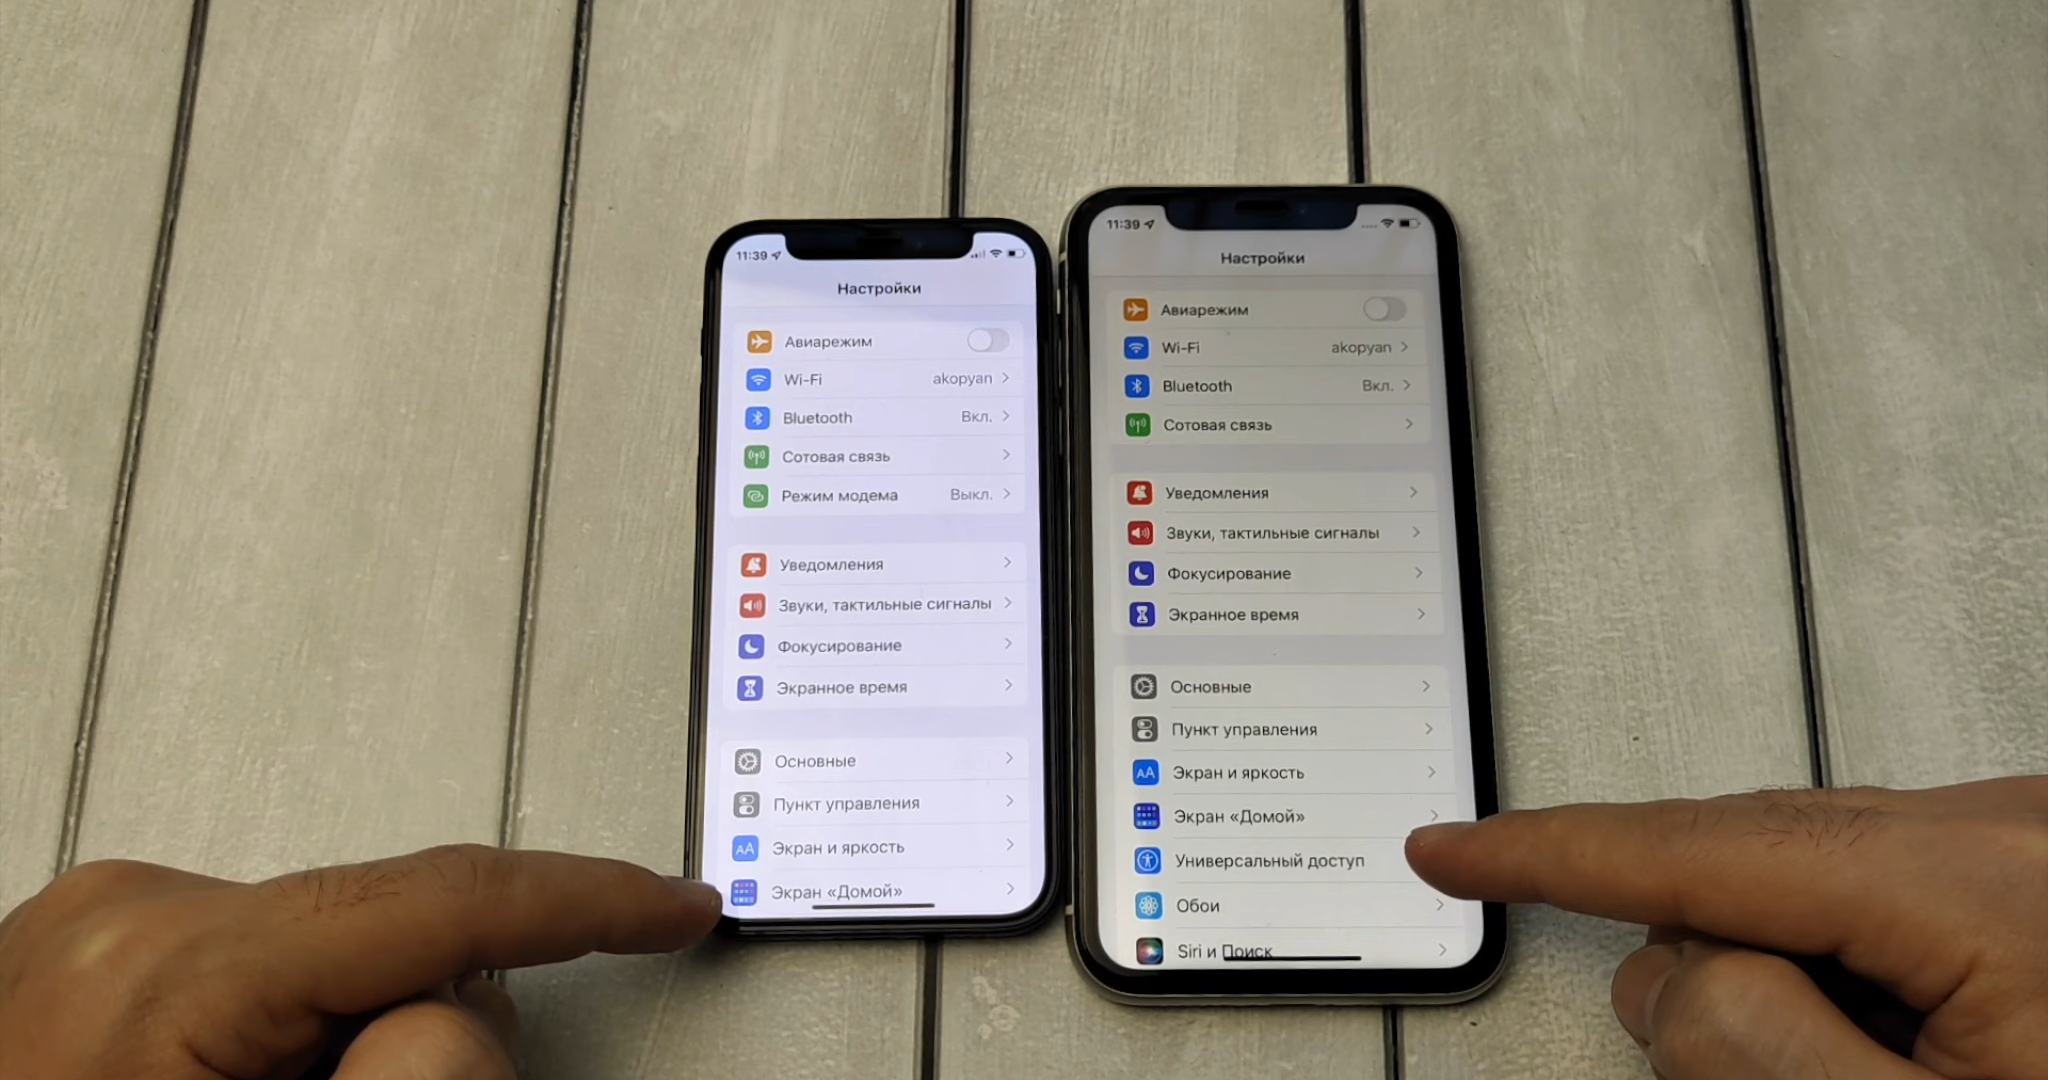 11:39
Настройки
Авиарежим
Wi-Fi akopyan
Bluetooth Вкл.
Сотовая связь
Режим модема Выкл.
Уведомления
Звуки, тактильные сигналы
Фокусирование
Экранное время
Основные
Пункт управления
AA Экран и яркость
Экран «Домой»
11:39
Настройки
Авиарежим
Wi-Fi akopyan
Bluetooth Вкл.
Сотовая связь
Уведомления
Звуки, тактильные сигналы
Фокусирование
Экранное время
Основные
Пункт управления
AA Экран и яркость
Экран «Домой»
Универсальный доступ
Обои
Siri и Поиск